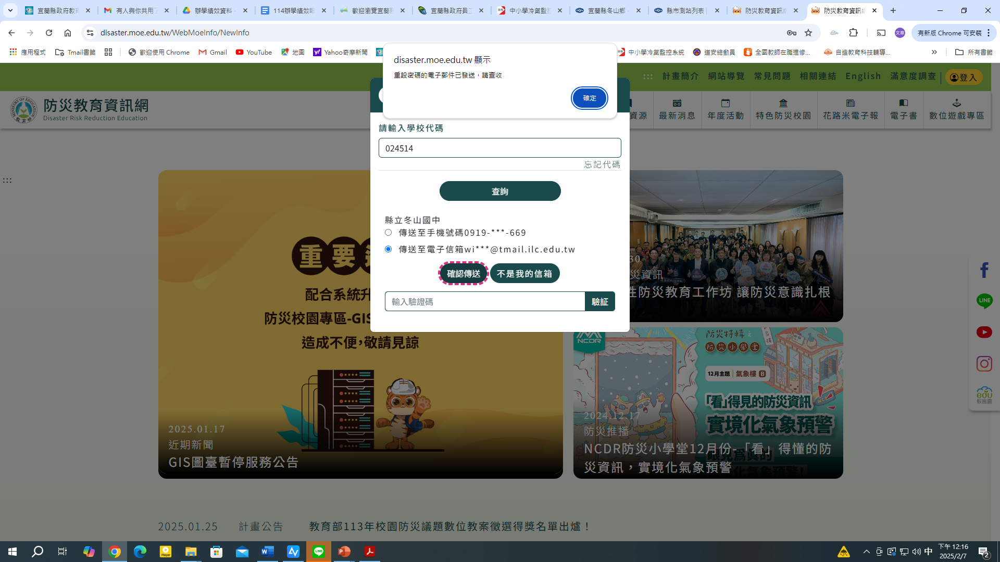 宜蘭縣政府教育
有人與你共用了
辦學績效資料 -
114辦學績效報
歡迎瀏覽宜蘭縣
宜蘭縣政府員工
中小學冷氣監控
宜蘭縣冬山鄉 -
縣市測站列表 |
防災教育資訊網
防災教育資訊網
disaster.moe.edu.tw/WebMoeInfo/NewInfo
文章
有新版 Chrome 可安裝
應用程式
Tmail書籤
歡迎使用 Chrome
Gmail
YouTube
地圖
Yahoo奇摩新聞
中小學冷氣監控系統
道安總動員
全國教師在職進修...
自造教育科技輔導...
所有書籤
disaster.moe.edu.tw 顯示
重設密碼的電子郵件已發送，請查收
確定
計畫簡介
網站導覽
常見問題
相關連結
English
滿意度調查
登入
防災教育資訊網
Disaster Risk Reduction Education
資源
最新消息
年度活動
特色防災校園
花路米電子報
電子書
數位遊戲專區
請輸入學校代碼
024514
忘記代碼
查詢
縣立冬山國中
傳送至手機號碼0919-***-669
傳送至電子信箱wi***@tmail.ilc.edu.tw
確認傳送
不是我的信箱
輸入驗證碼
驗証
重要
配合系統升
防災校園專區-GIS
造成不便，敬請見諒
2025.01.17
近期新聞
GIS圖臺暫停服務公告
30
災資訊
性防災教育工作坊 讓防災意識扎根
NCDR
防災特輯之
防災小學堂
12月主題 氣象樓 B
「看」得見的防災資訊
實境化氣象預警
2024.12.17
防災推播
NCDR防災小學堂12月份-「看」得懂的防
災資訊，實境化氣象預警
LINE
edu
教育雲
2025.01.25
計畫公告
教育部113年校園防災議題數位教案徵選得獎名單出爐！
Player
LINE
中
下午 12:16
2025/2/7
2